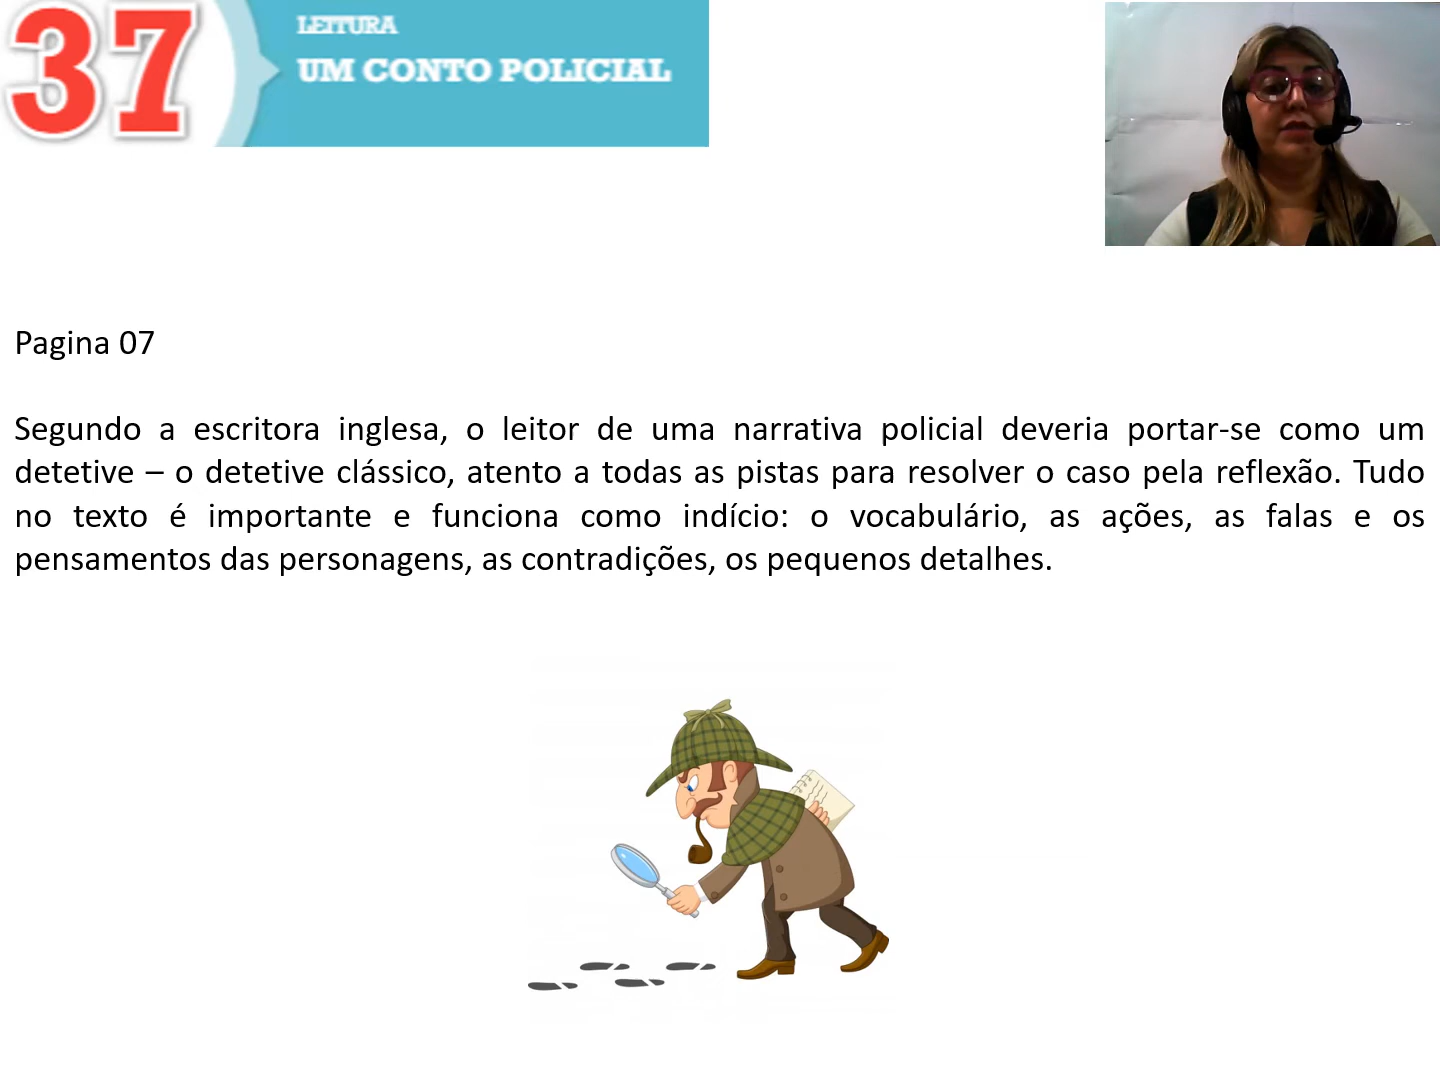 37
LEITURA
UM CONTO POLICIAL
Pagina 07
Segundo a escritora inglesa, o leitor de uma narrativa policial deveria portar-se como um
detetive – o detetive clássico, atento a todas as pistas para resolver o caso pela reflexão. Tudo
no texto é importante e funciona como indício: o vocabulário, as ações, as falas e os
pensamentos das personagens, as contradições, os pequenos detalhes.